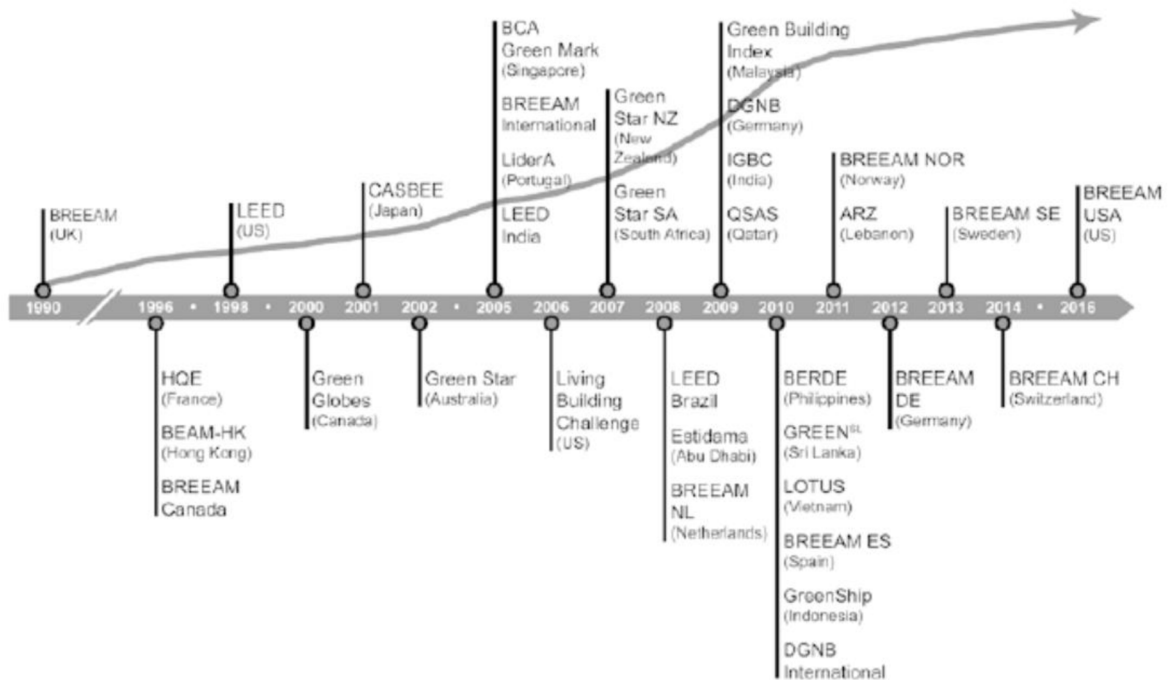 BCA
Green Mark
(Singapore)
BREEAM
International
LiderA
(Portugal)
LEED
India
Green
Star NZ
(New
Zealand)
Green
Star SA
(South Africa)
Green Building
Index
(Malaysia)
DGNB
(Germany)
IGBC
(India)
QSAS
(Qatar)
BREEAM
(UK)
LEED
(US)
CASBEE
(Japan)
BREEAM NOR
(Norway)
ARZ
(Lebanon)
BREEAM SE
(Sweden)
BREEAM
USA
(US)
1990 1996 • 1998 • 2000 2001 2002 • 2005 2006 2007 2008 2009 2010 2011 2012 2013 2014 • 2016
HQE
(France)
BEAM-HK
(Hong Kong)
BREEAM
Canada
Green
Globes
(Canada)
Green Star
(Australia)
Living
Building
Challenge
(US)
LEED
Brazil
Estidama
(Abu Dhabi)
BREEAM
NL
(Netherlands)
BERDE
(Philippines)
GREENSL
(Sri Lanka)
LOTUS
(Vietnam)
BREEAM ES
(Spain)
GreenShip
(Indonesia)
DGNB
International
BREEAM
DE
(Germany)
BREEAM CH
(Switzerland)